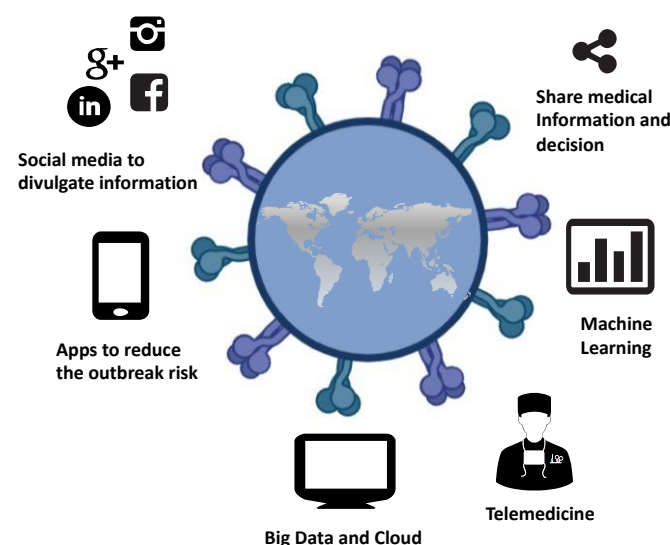 g+
in
f
Social media to
divulgate information
Share medical
Information and
decision
Apps to reduce
the outbreak risk
Machine
Learning
Telemedicine
Big Data and Cloud